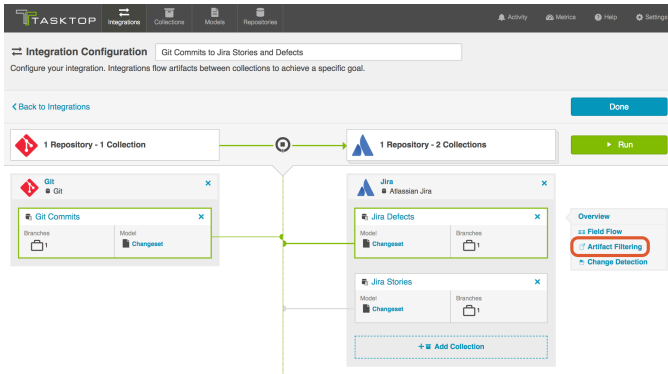 TASKTOP
Integrations
Collections
Models
Repositories
Activity
Metrics
Help
Settings
Integration Configuration
Git Commits to Jira Stories and Defects
Configure your integration. Integrations flow artifacts between collections to achieve a specific goal.
Back to Integrations
Done
1 Repository - 1 Collection
1 Repository - 2 Collections
Run
Git
Git
Git Commits
Branches
1
Model
Changeset
Jira
Atlassian Jira
Jira Defects
Model
Changeset
Branches
1
Jira Stories
Model
Changeset
Branches
1
+ Add Collection
Overview
Field Flow
Artifact Filtering
Change Detection